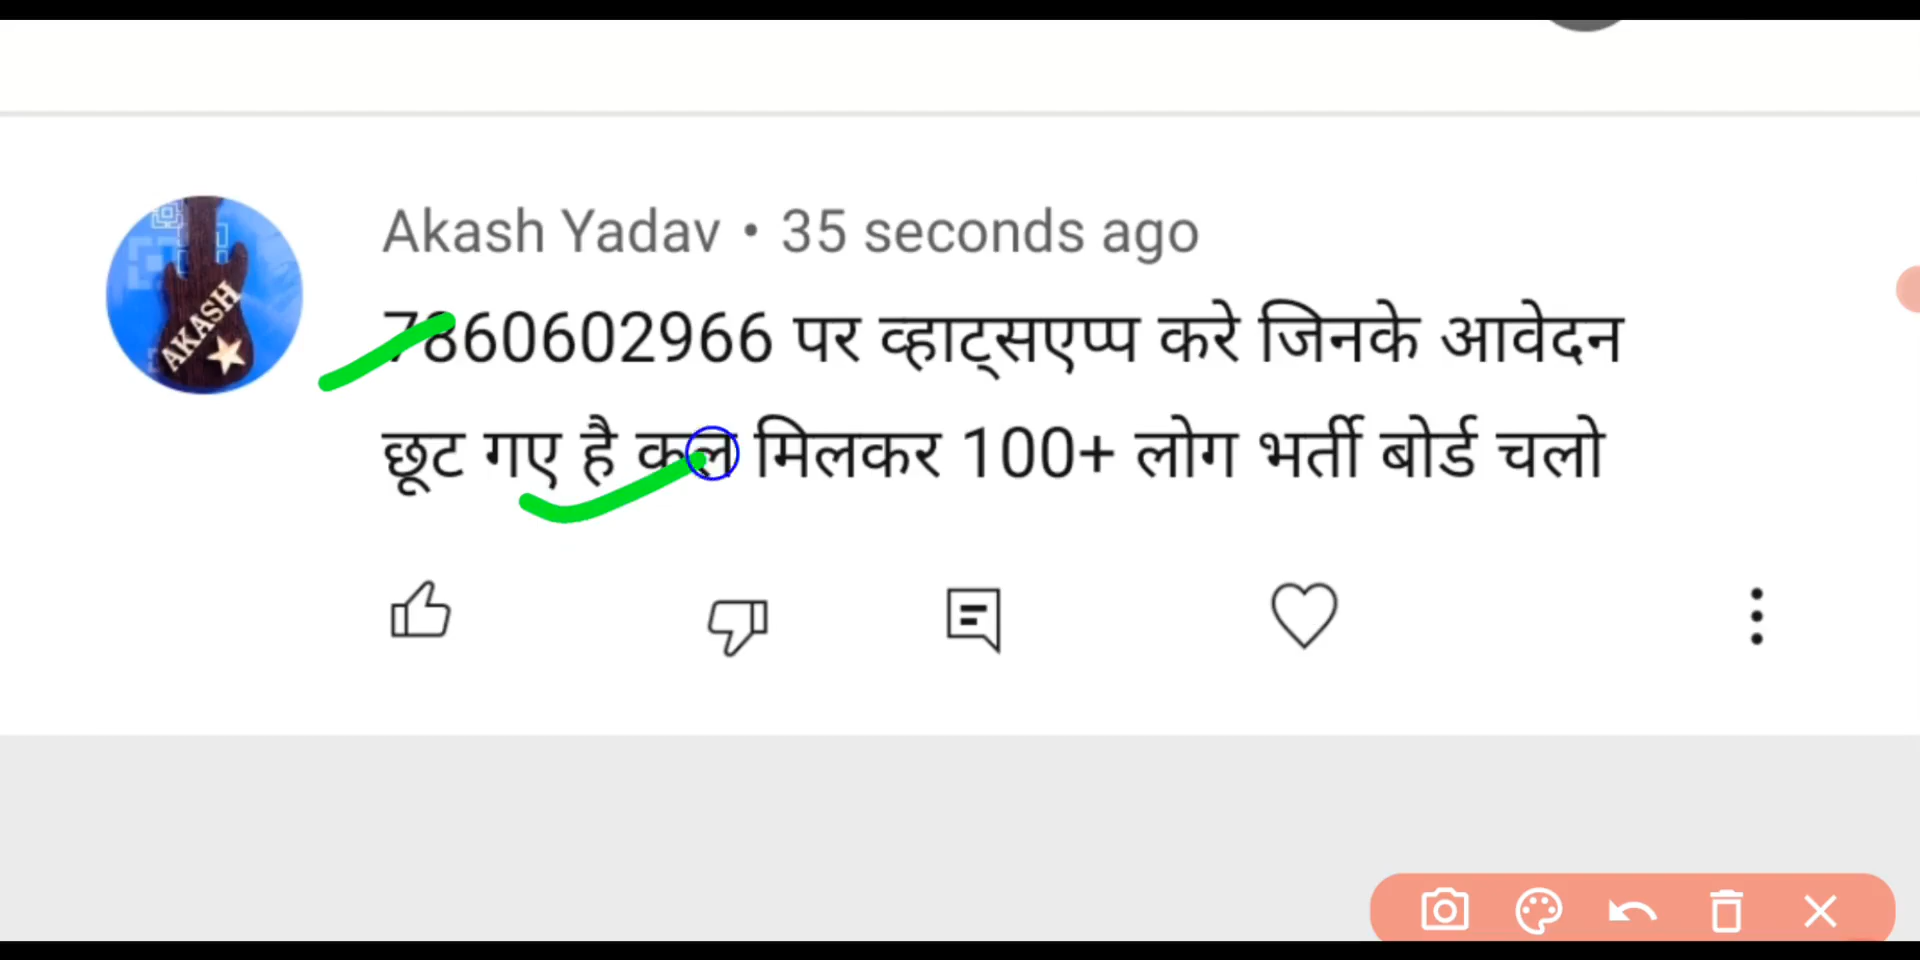 AKASH
Akash Yadav • 35 seconds ago
7860602966 पर व्हाट्सएप्प करे जिनके आवेदन
छूट गए है कल मिलकर 100+ लोग भर्ती बोर्ड चलो